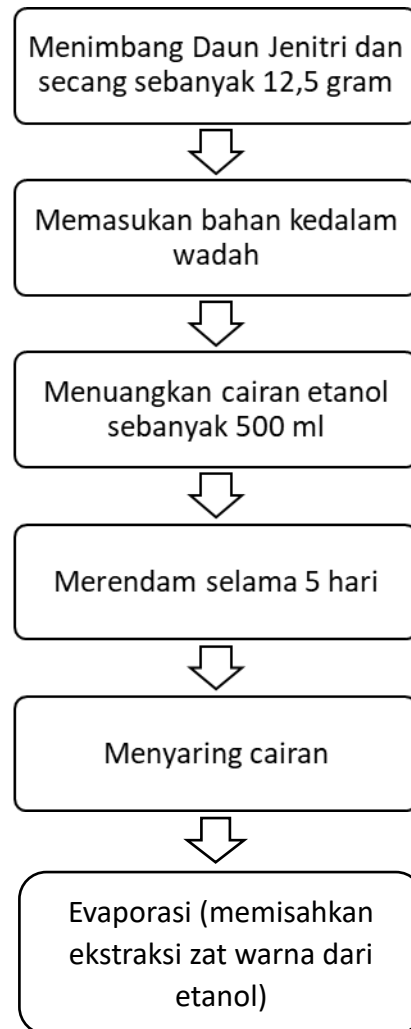 Menimbang Daun Jenitri dan
secang sebanyak 12,5 gram
Memasukan bahan kedalam
wadah
Menuangkan cairan etanol
sebanyak 500 ml
Merendam selama 5 hari
Menyaring cairan
Evaporasi (memisahkan
ekstraksi zat warna dari
etanol)